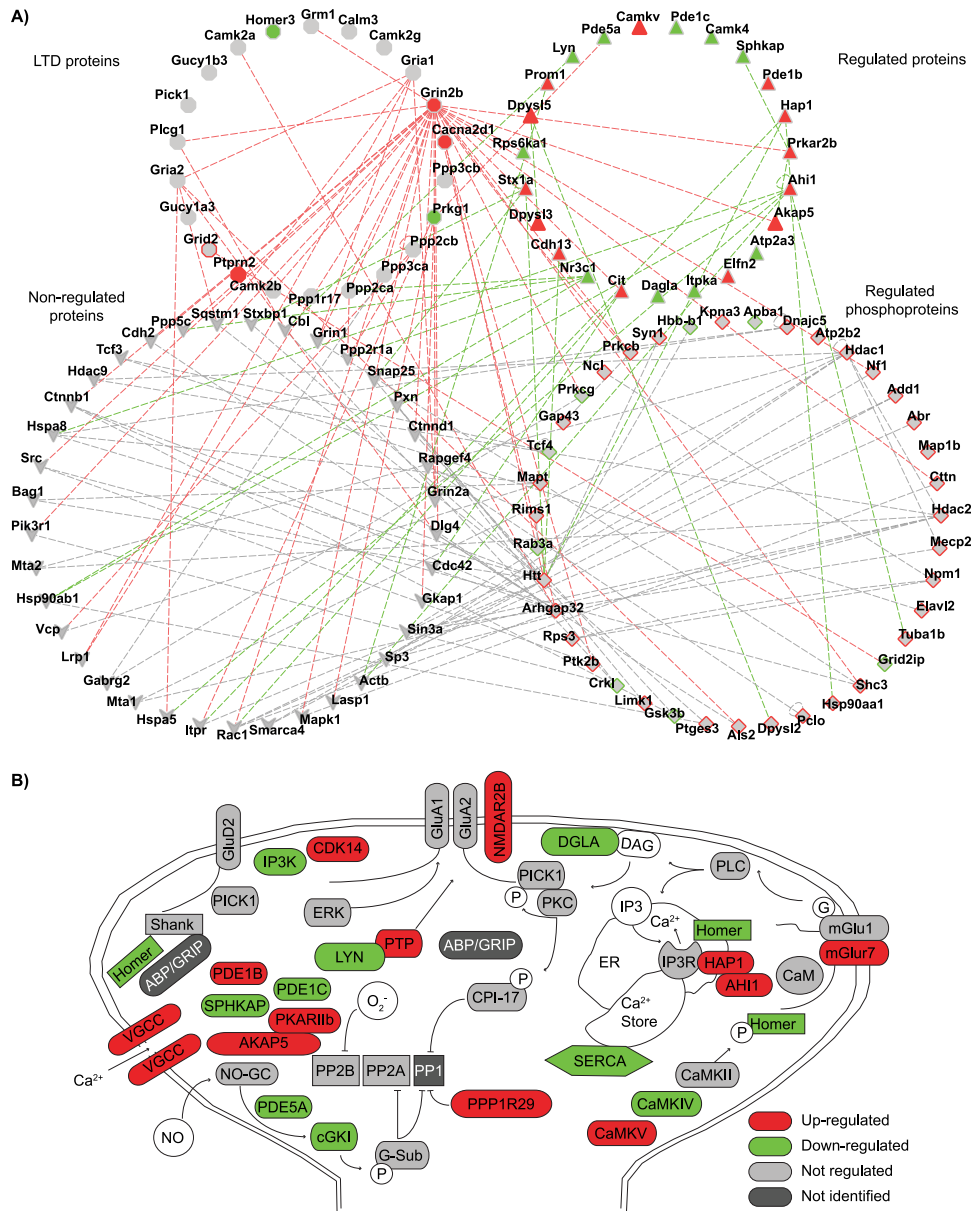 A)
LTD proteins
Regulated proteins
Non-regulated
proteins
Regulated
phosphoproteins
Homer3
Grm1
Calm3
Camk2g
Camk2a
Gria1
Gucy1b3
Grin2b
Pick1
Cacna2d1
Plcg1
Ppp3cb
Gria2
Prkg1
Gucy1a3
Ppp2cb
Grid2
Ppp3ca
Ptprn2
Ppp2ca
Camk2b
Ppp1r17
Camkv
Pde1c
Pde5a
Camk4
Lyn
Sphkap
Prom1
Pde1b
Dpysl5
Hap1
Rps6ka1
Prkar2b
Stx1a
Ahi1
Dpysl3
Akap5
Cdh13
Atp2a3
Nr3c1
Elfn2
Cit
Dagla
Itpka
Sqstm1
Stxbp1
Cbl
Ppp5c
Grin1
Cdh2
Ppp2r1a
Tcf3
Snap25
Hdac9
Pxn
Ctnnb1
Ctnnd1
Hspa8
Rapgef4
Src
Grin2a
Bag1
Dlg4
Pik3r1
Cdc42
Mta2
Gkap1
Hsp90ab1
Sin3a
Vcp
Sp3
Lrp1
Actb
Gabrg2
Lasp1
Mta1
Mapk1
Hspa5
Itpr
Rac1
Smarca4
Hbb-b1
Kpna3
Apba1
Dnajc5
Syn1
Atp2b2
Prkcb
Hdac1
Ncl
Nf1
Prkcg
Add1
Gap43
Abr
Tcf4
Map1b
Mapt
Cttn
Rims1
Hdac2
Rab3a
Mecp2
Htt
Npm1
Arhgap32
Elavl2
Rps3
Tuba1b
Ptk2b
Grid2ip
Crkl
Shc3
Limk1
Hsp90aa1
Gsk3b
Pclo
Ptges3
Als2
Dpysl2
B)
GluD2
GluA1
GluA2
NMDAR2B
IP3K
CDK14
DGLA
DAG
PICK1
PICK1
PLC
P
PKC
IP3
G
Shank
ERK
Ca2+
Homer
mGlu1
Homer
ABP/GRIP
LYN
PTP
ABP/GRIP
ER
IP3R
HAP1
mGlur7
PDE1B
PDE1C
P
AHI1
CaM
SPHKAP
O2-
CPI-17
Ca2+
Store
VGCC
PKARIIb
P
Homer
VGCC
AKAP5
SERCA
Ca2+
NO-GC
PP2B
PP2A
PP1
CaMKII
PDE5A
PPP1R29
CaMKIV
NO
cGKI
CaMKV
G-Sub
P
Up-regulated
Down-regulated
Not regulated
Not identified